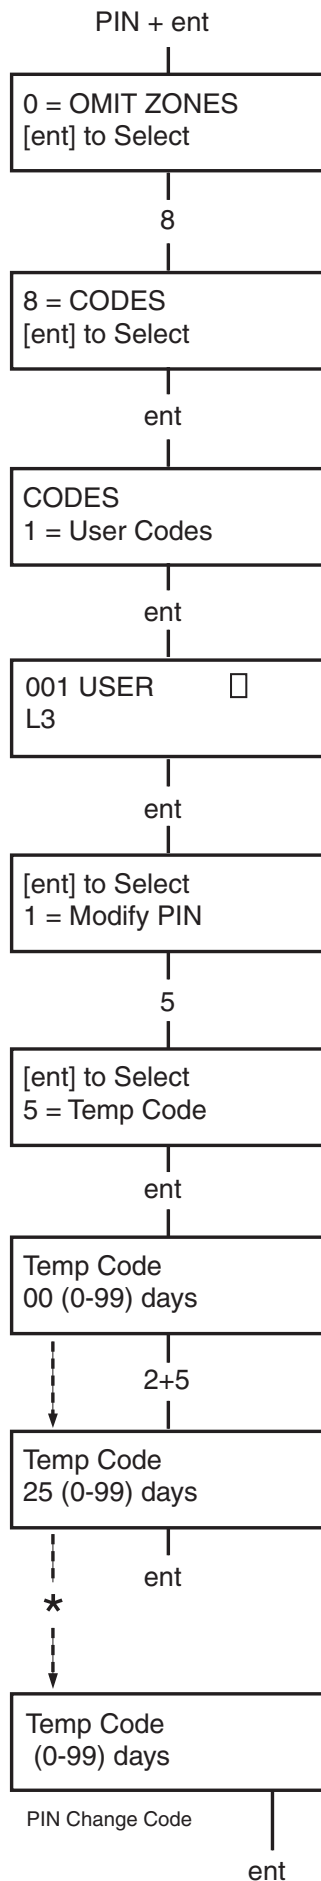 PIN + ent
0 = OMIT ZONES
[ent] to Select
8
8 = CODES
[ent] to Select
ent
CODES
1 = User Codes
ent
001 USER
L3
ent
[ent] to Select
1 = Modify PIN
5
[ent] to Select
5 = Temp Code
ent
Temp Code
00 (0-99) days
2+5
Temp Code
25 (0-99) days
ent
*
Temp Code
(0-99) days
PIN Change Code
ent